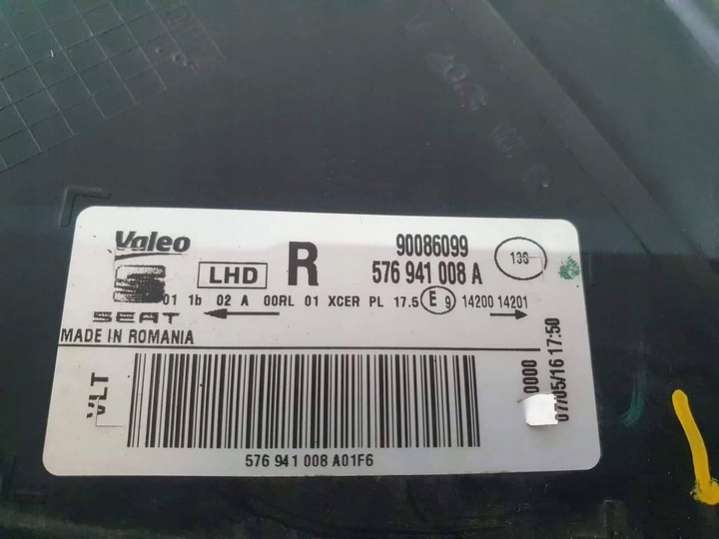 Valeo
LHD
R
90086099
576 941 008 A
138
01 1b 02 A 00RL 01 XCER PL 17.5 E 9 14200 14201
SEAT
MADE IN ROMANIA
VLT
576 941 008 A01F6
0000
07/05/16 17:50